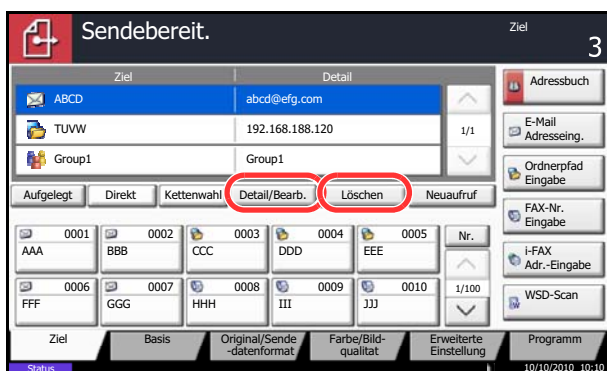 Sendebereit.
Ziel
3
Ziel Detail
ABCD abcd@efg.com
TUVW 192.168.188.120
1/1
Group1 Group1
Adressbuch
E-Mail
Adresseing.
Ordnerpfad
Eingabe
FAX-Nr.
Eingabe
i-FAX
Adr.-Eingabe
WSD-Scan
Aufgelegt Direkt Kettenwahl Detail/Bearb. Löschen Neuaufruf
0001 0002 0003 0004 0005 Nr.
AAA BBB CCC DDD EEE
0006 0007 0008 0009 0010 1/100
FFF GGG HHH III JJJ
Ziel Basis Original/Sende Farbe/Bild- Erweiterte Programm
-datenformat qualitat Einstellung
Status 10/10/2010 10:10